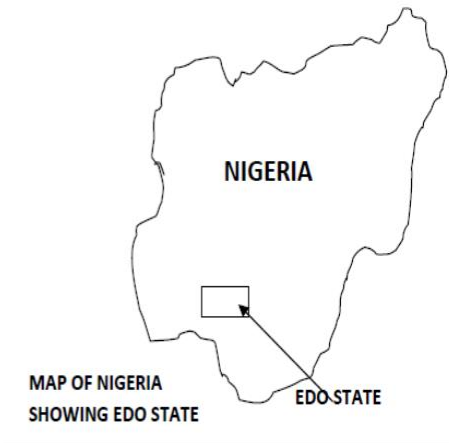 NIGERIA
EDO STATE
MAP OF NIGERIA
SHOWING EDO STATE